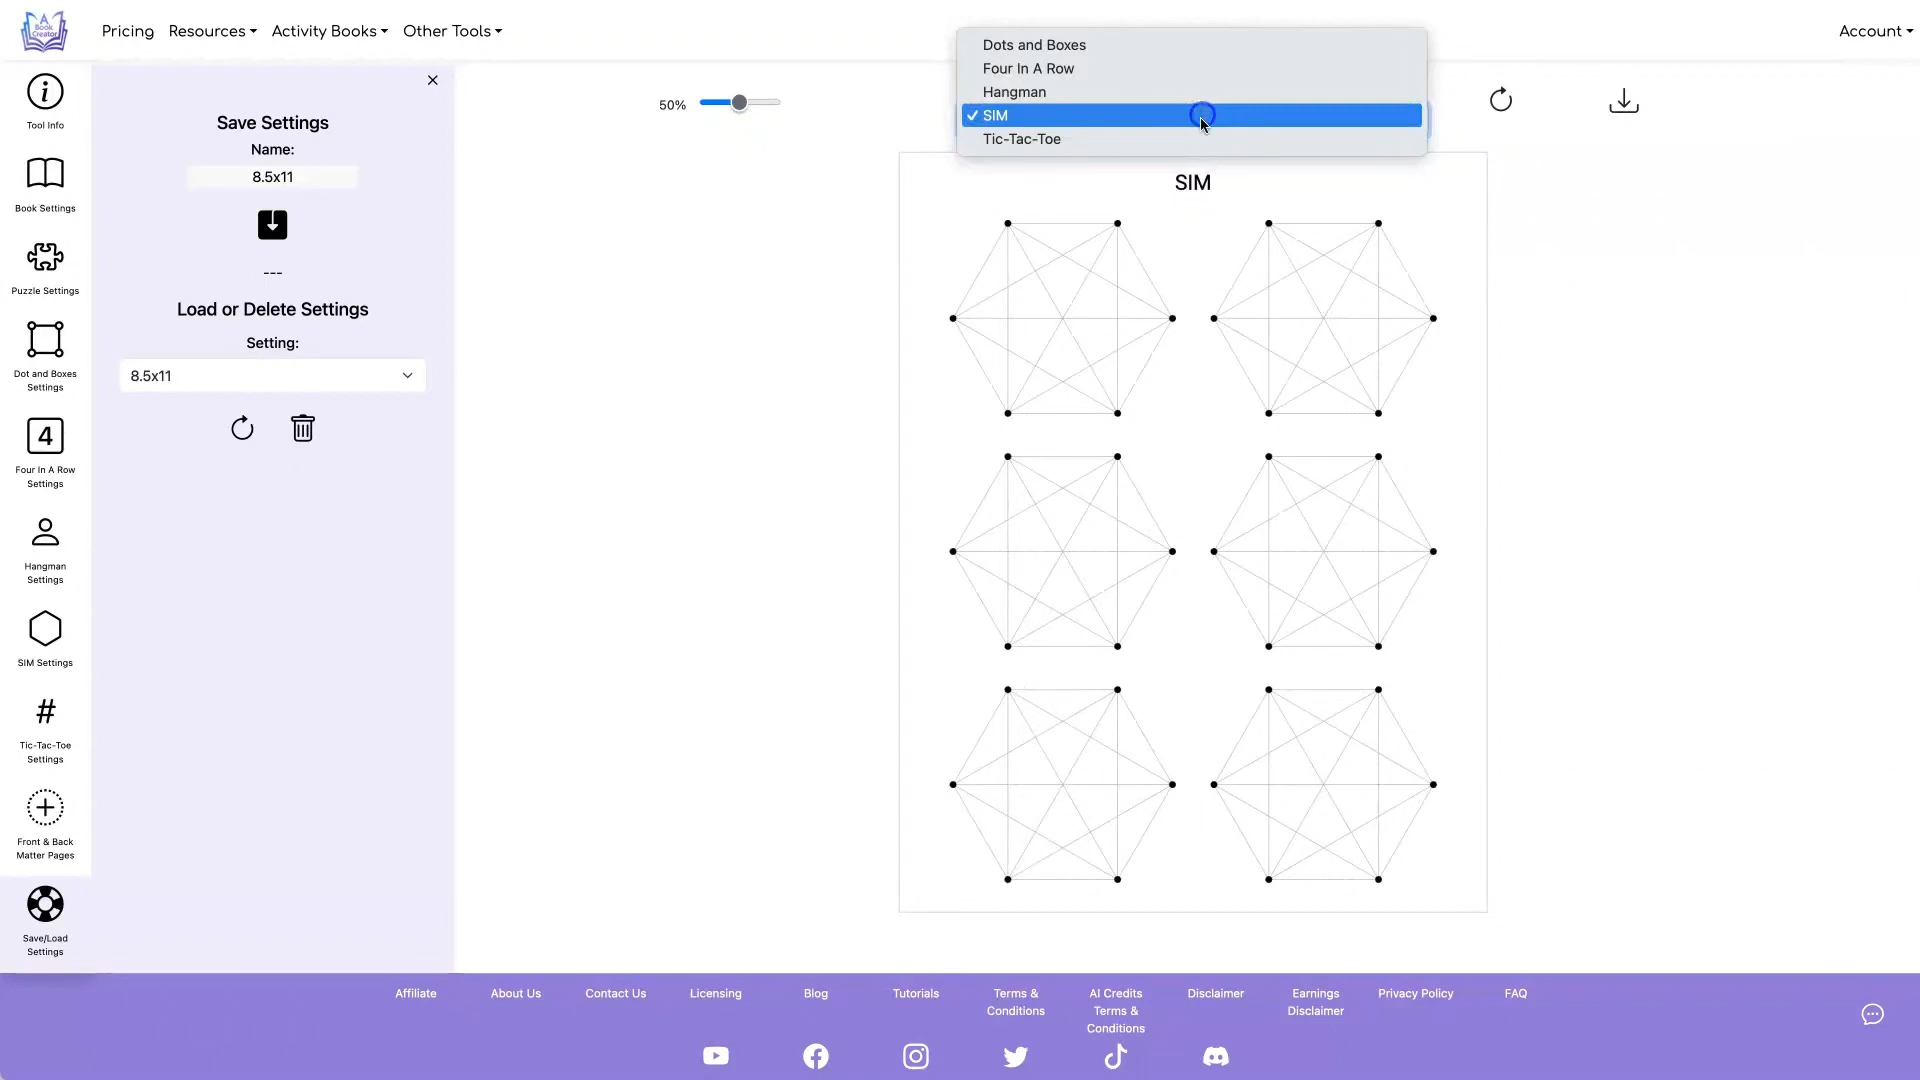 A
Book
Creator
Pricing
Resources
Activity Books
Other Tools
Account
Dots and Boxes
Four In A Row
Hangman
✓ SIM
Tic-Tac-Toe
50%
Tool Info
Book Settings
Puzzle Settings
Dot and Boxes
Settings
4
Four In A Row
Settings
Hangman
Settings
SIM Settings
#
Tic-Tac-Toe
Settings
Front & Back
Matter Pages
Save/Load
Settings
Save Settings
Name:
8.5x11
---
Load or Delete Settings
Setting:
8.5x11
SIM
Affiliate
About Us
Contact Us
Licensing
Blog
Tutorials
Terms &
Conditions
AI Credits
Terms &
Conditions
Disclaimer
Earnings
Disclaimer
Privacy Policy
FAQ